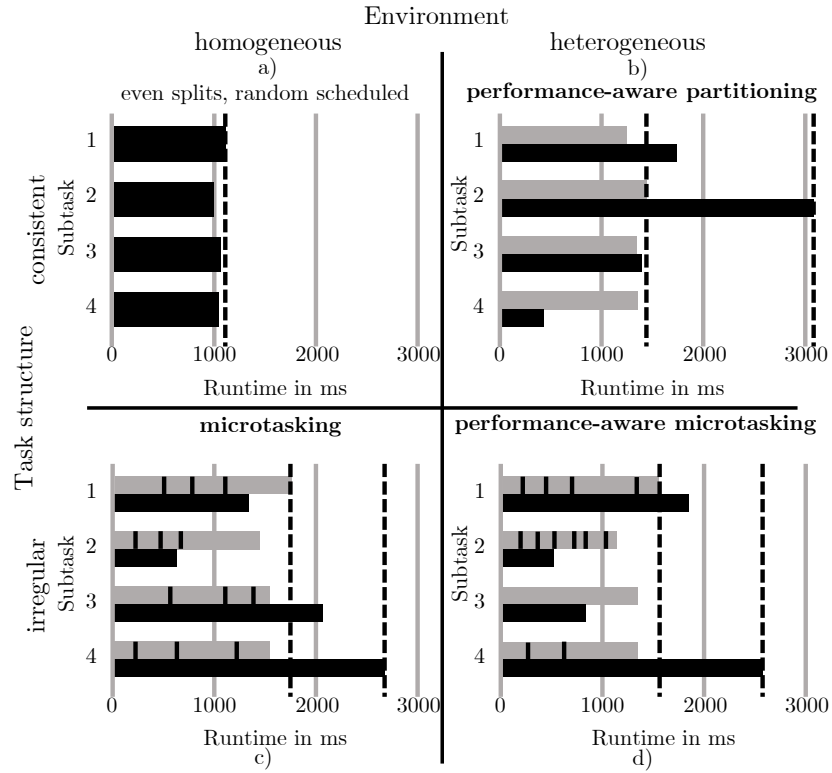 Environment
homogeneous
heterogeneous
a)
b)
even splits, random scheduled
performance-aware partitioning
Task structure
consistent
Subtask
1
2
3
4
0 1000 2000 3000
Runtime in ms
Subtask
1
2
3
4
0 1000 2000 3000
Runtime in ms
microtasking
performance-aware microtasking
irregular
Subtask
1
2
3
4
0 1000 2000 3000
Runtime in ms
c)
Subtask
1
2
3
4
0 1000 2000 3000
Runtime in ms
d)